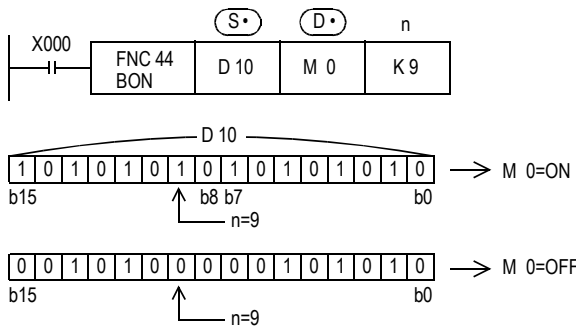 S• D• n
X000
FNC 44
BON
D 10 M 0 K 9
D 10
1 0 1 0 1 0 1 0 1 0 1 0 1 0 1 0
M 0=ON
b15 b8 b7 b0
n=9
0 0 1 0 1 0 0 0 0 0 1 0 1 0 1 0
M 0=OFF
b15 b0
n=9